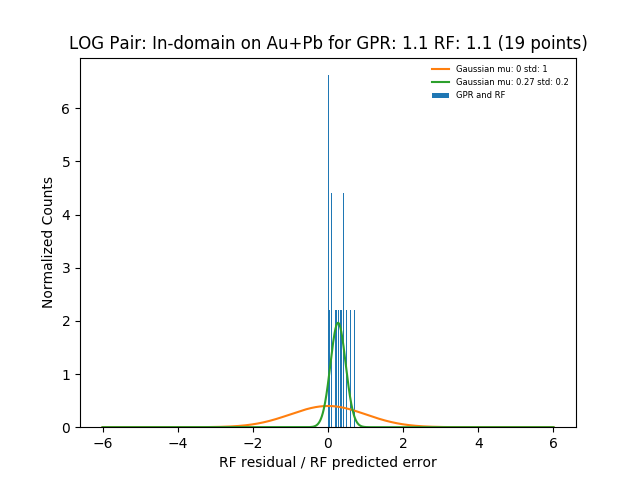 LOG Pair: In-domain on Au+Pb for GPR: 1.1 RF: 1.1 (19 points)
Gaussian mu: 0 std: 1
Gaussian mu: 0.27 std: 0.2
GPR and RF
Normalized Counts
6
5
4
3
2
1
0
−6 −4 −2 0 2 4 6
RF residual / RF predicted error